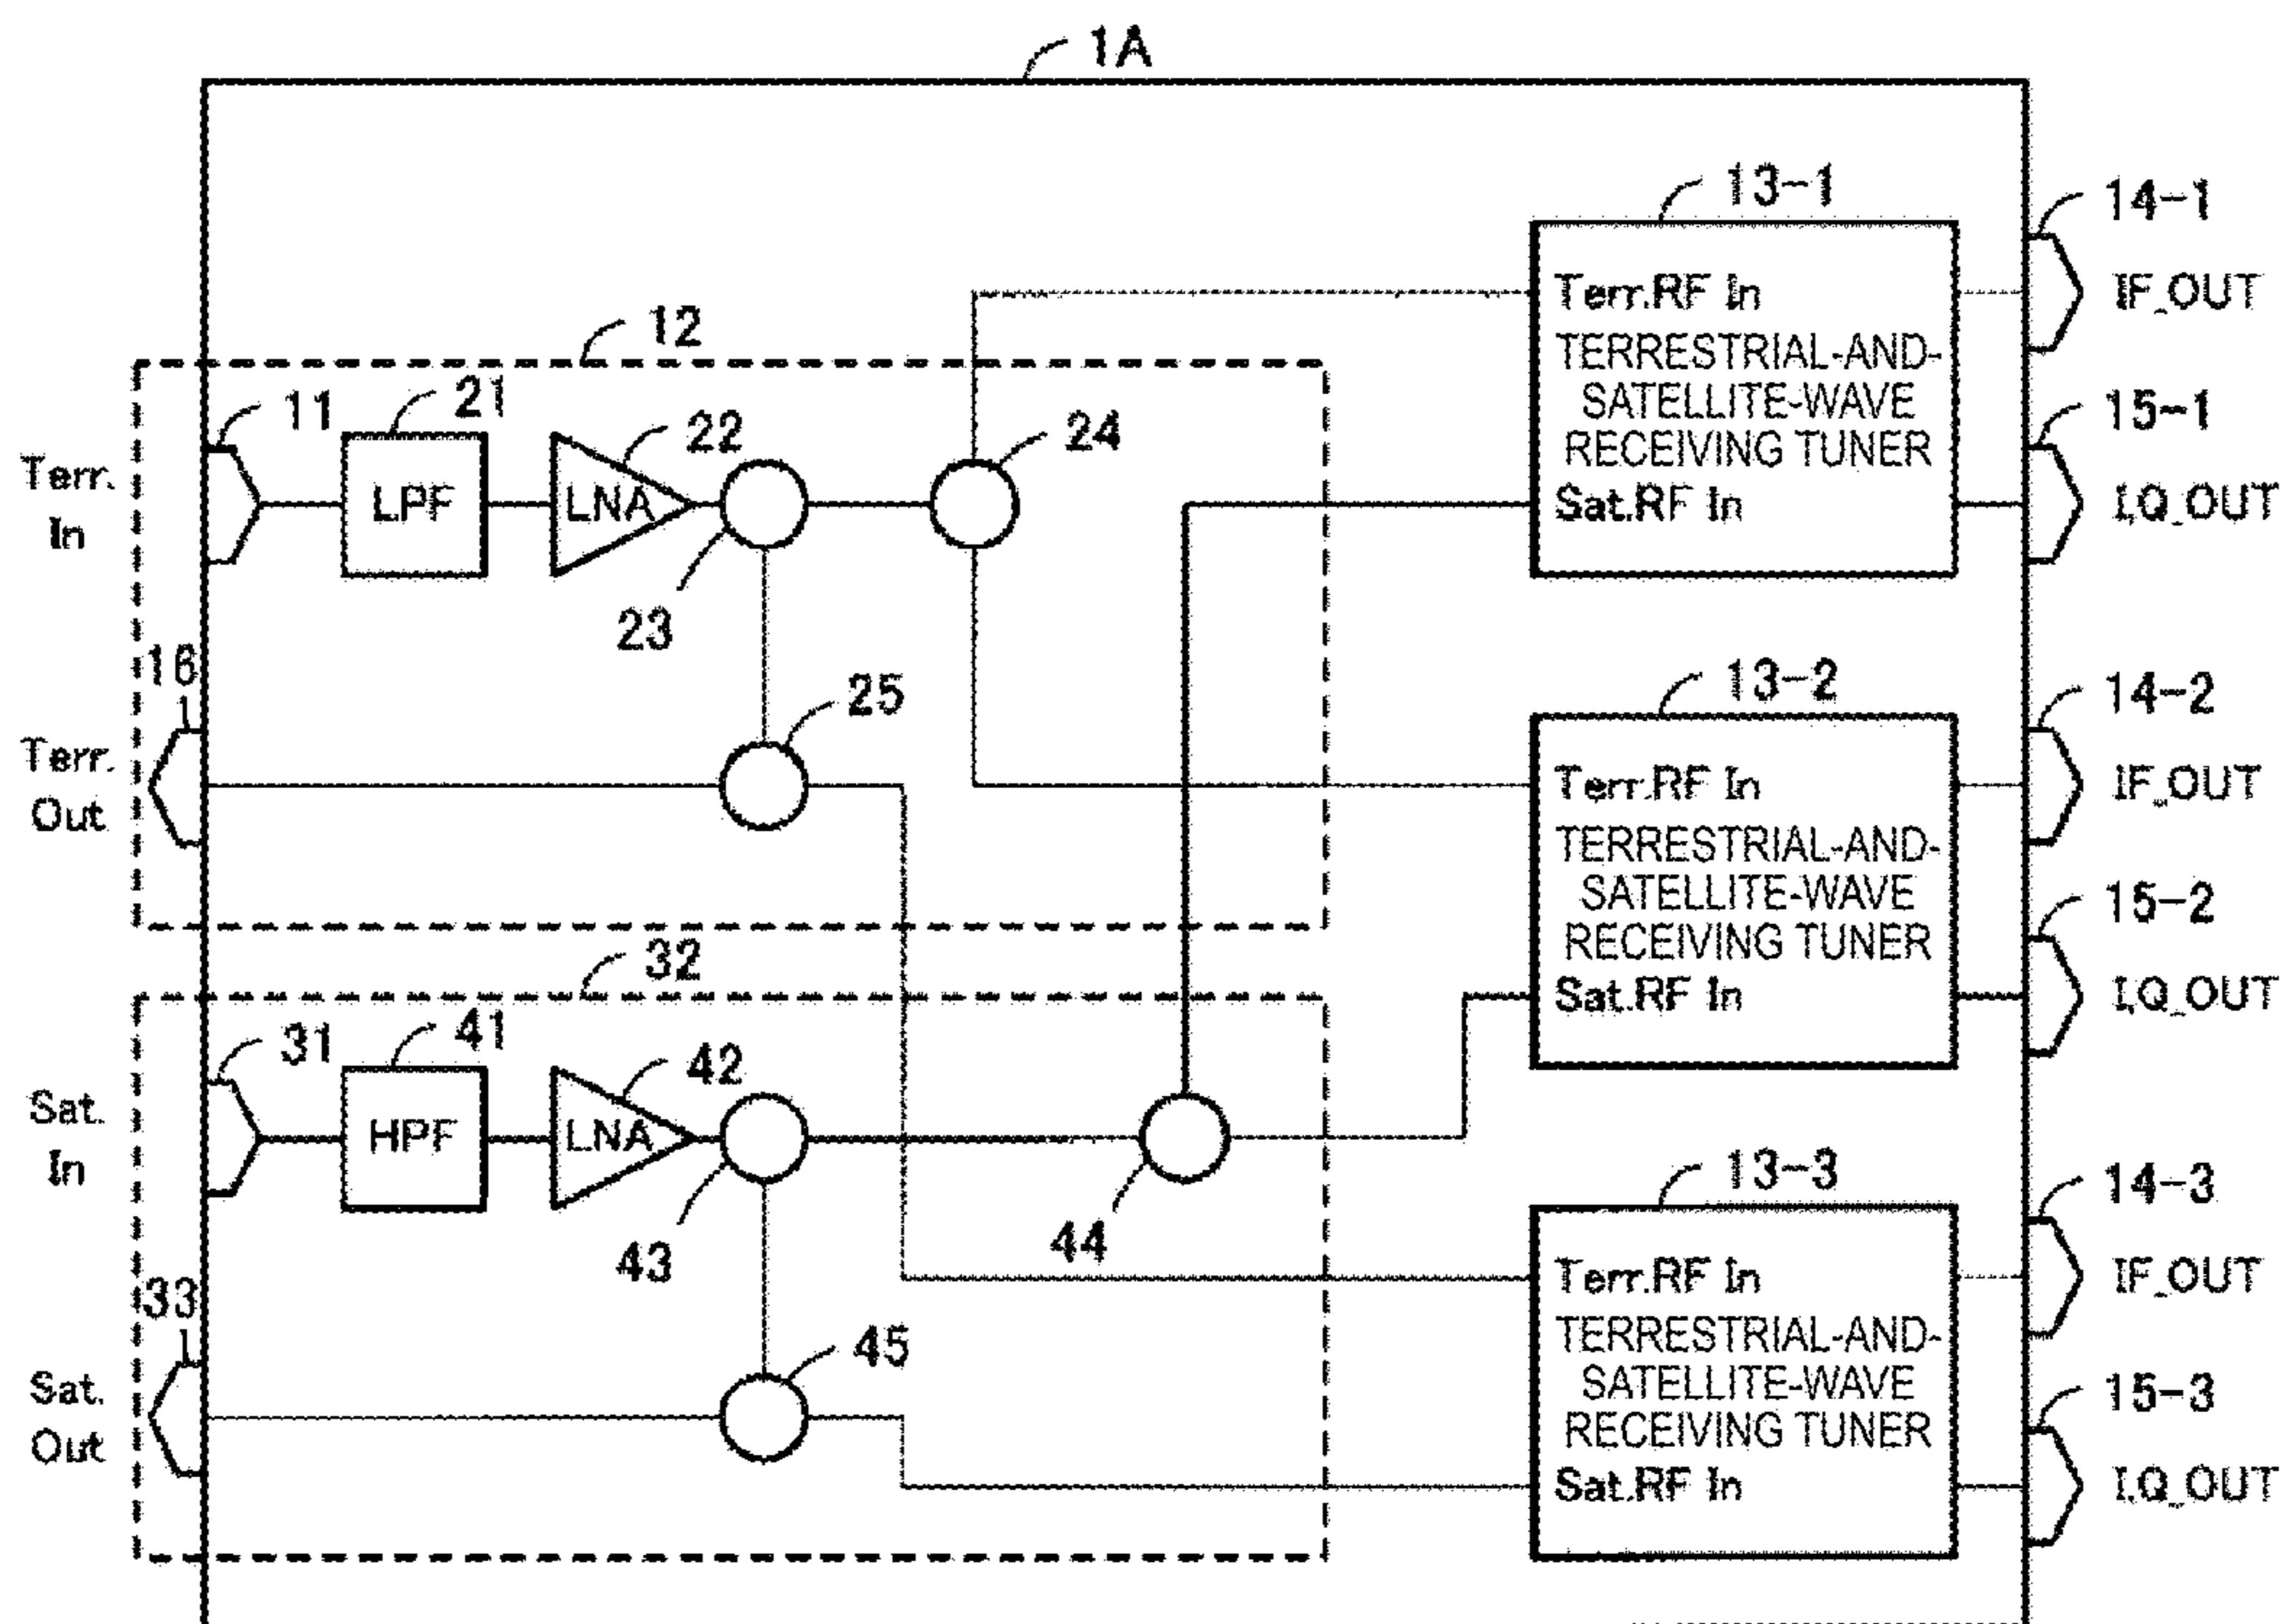 1A
13-1
14-1
Terr.RF In
IF_OUT
TERRESTRIAL-AND-
SATELLITE-WAVE
RECEIVING TUNER
Sat.RF In
15-1
I,Q_OUT
12
11
21
22
24
Terr.
In
LPF
LNA
23
16
25
Terr.
Out
13-2
14-2
Terr.RF In
IF_OUT
TERRESTRIAL-AND-
SATELLITE-WAVE
RECEIVING TUNER
15-2
Sat.RF In
I,Q_OUT
32
31
41
42
Sat.
In
HPF
LNA
43
44
33
45
Sat.
Out
13-3
14-3
Terr.RF In
IF_OUT
TERRESTRIAL-AND-
SATELLITE-WAVE
RECEIVING TUNER
15-3
Sat.RF In
I,Q_OUT